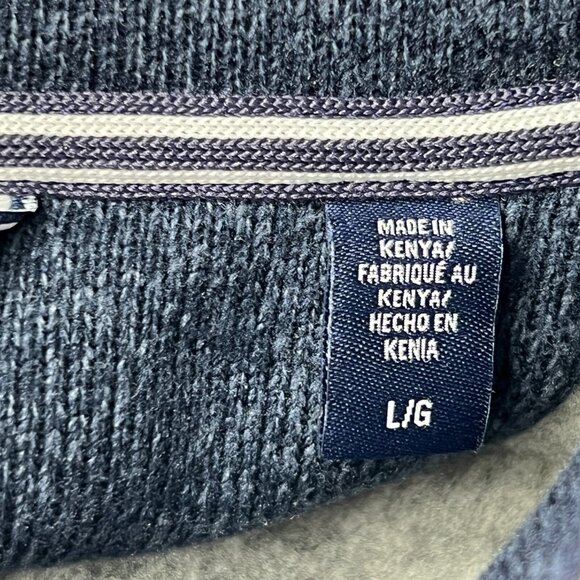 MADE IN
KENYA/
FABRIQUÉ AU
KENYA/
HECHO EN
KENIA
L/G